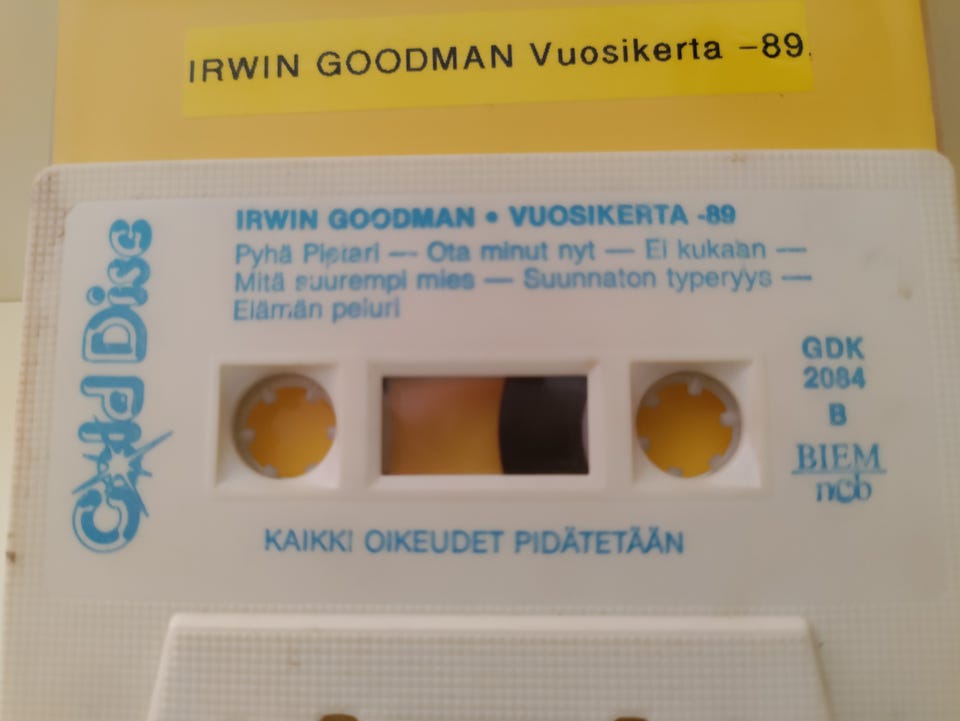 IRWIN GOODMAN Vuosikerta -89
Gold Disc
IRWIN GOODMAN • VUOSIKERTA -89
Pyhä Pietari — Ota minut nyt — Ei kukaan —
Mitä suurempi mies — Suunnaton typeryys —
Elämän peluri
GDK
2084
B
BIEM
ncb
KAIKKI OIKEUDET PIDÄTETÄÄN